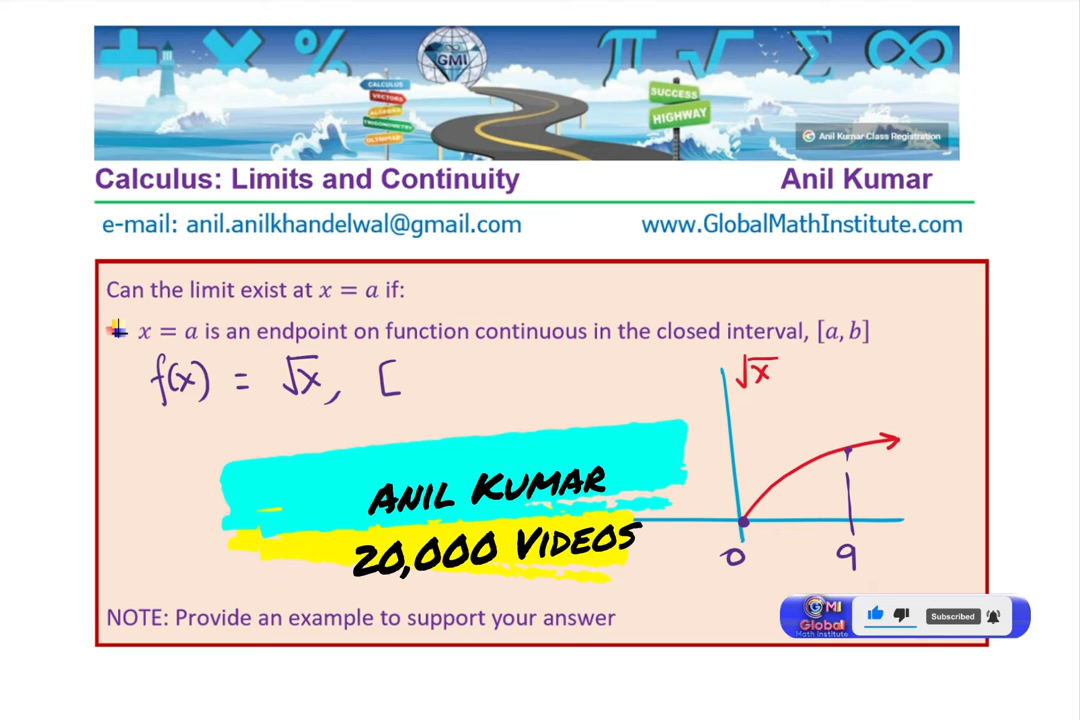 GMI
CALCULUS
VECTORS
ALGEBRA
TRIGONOMETRY
OLYMPIAD
SUCCESS
HIGHWAY
Anil Kumar Class Registration
Calculus: Limits and Continuity Anil Kumar
e-mail: anil.anilkhandelwal@gmail.com www.GlobalMathInstitute.com
Can the limit exist at x = a if:
x = a is an endpoint on function continuous in the closed interval, [a, b]
f(x) = √x, [
√x
ANIL KUMAR
20,000 VIDEOS
0 9
NOTE: Provide an example to support your answer
GMI
Global
Math Institute
Subscribed